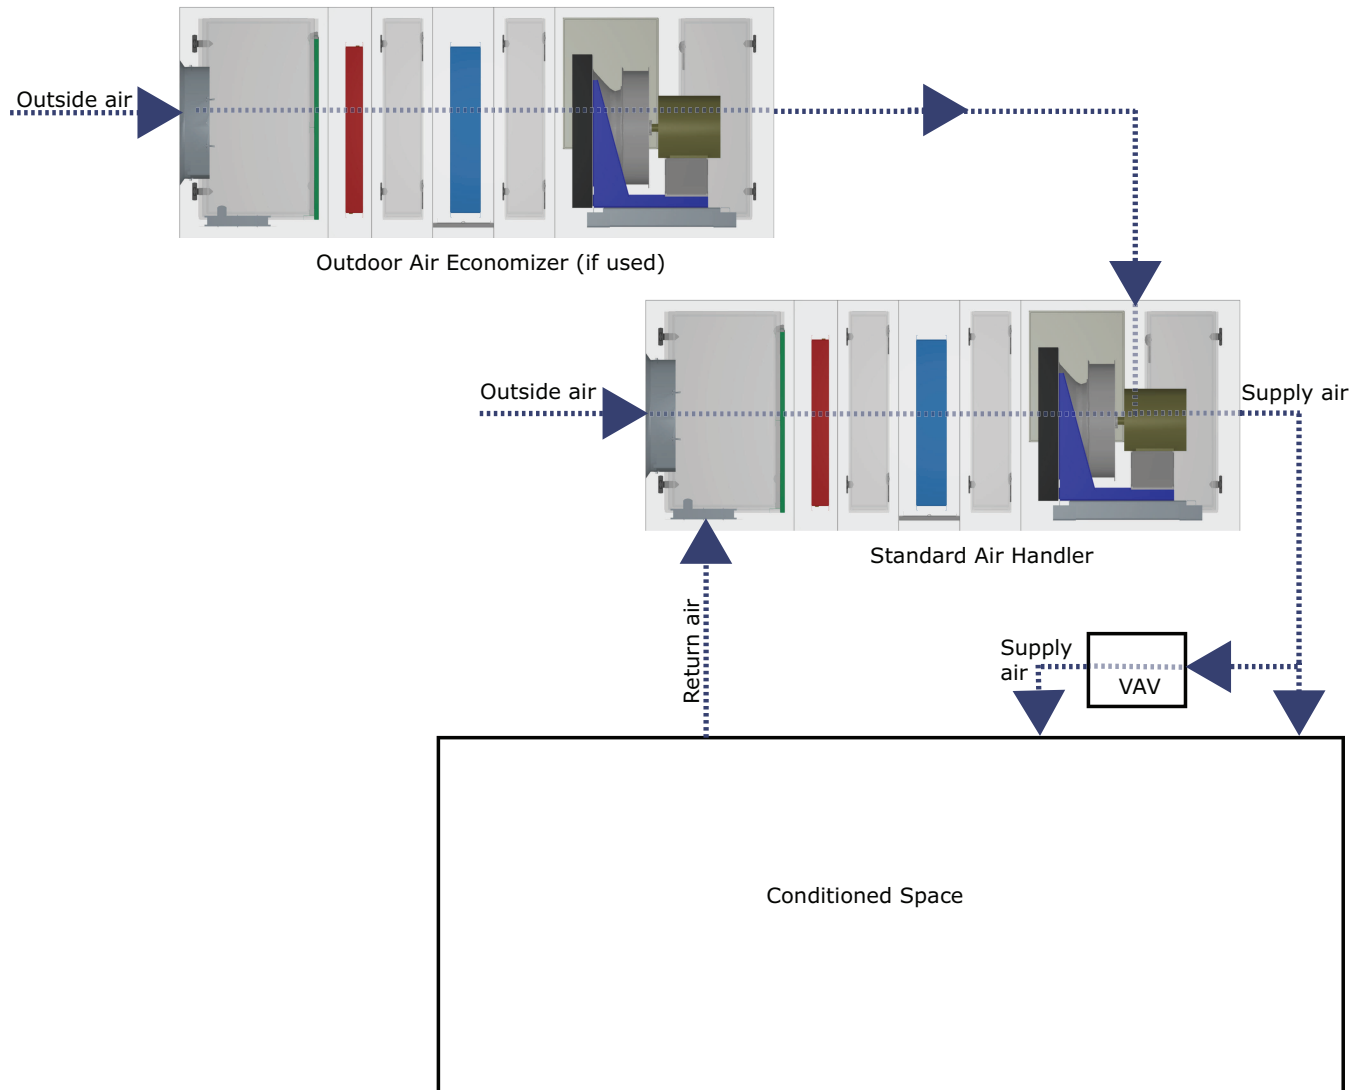 Outside air
Outdoor Air Economizer (if used)
Outside air
Supply air
Standard Air Handler
Return air
Supply
air
VAV
Conditioned Space